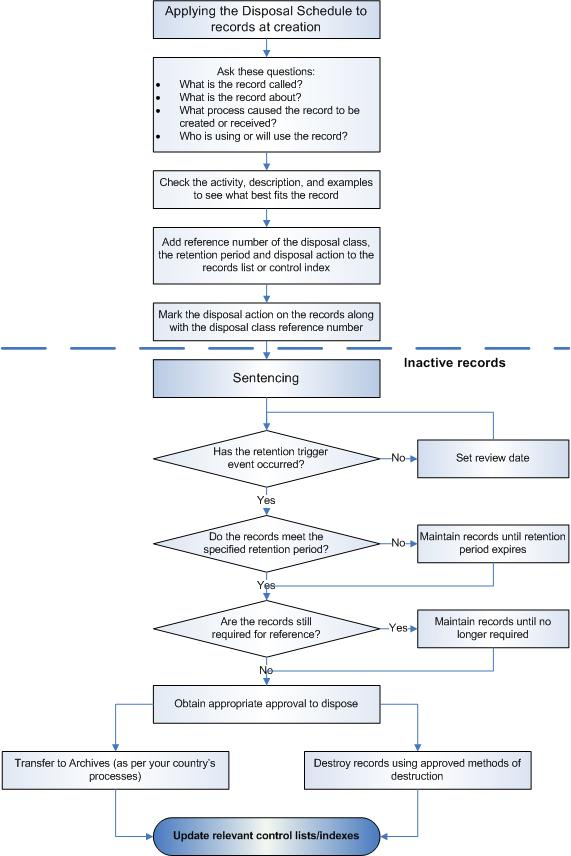 Applying the Disposal Schedule to
records at creation
Ask these questions:
• What is the record called?
• What is the record about?
• What process caused the record to be
created or received?
• Who is using or will use the record?
Check the activity, description, and examples
to see what best fits the record
Add reference number of the disposal class,
the retention period and disposal action to the
records list or control index
Mark the disposal action on the records along
with the disposal class reference number
Inactive records
Sentencing
Has the retention trigger
event occurred?
No
Set review date
Yes
Do the records meet the
specified retention period?
No
Maintain records until retention
period expires
Yes
Are the records still
required for reference?
Yes
Maintain records until no
longer required
No
Obtain appropriate approval to dispose
Transfer to Archives (as per your country's
processes)
Destroy records using approved methods of
destruction
Update relevant control lists/indexes